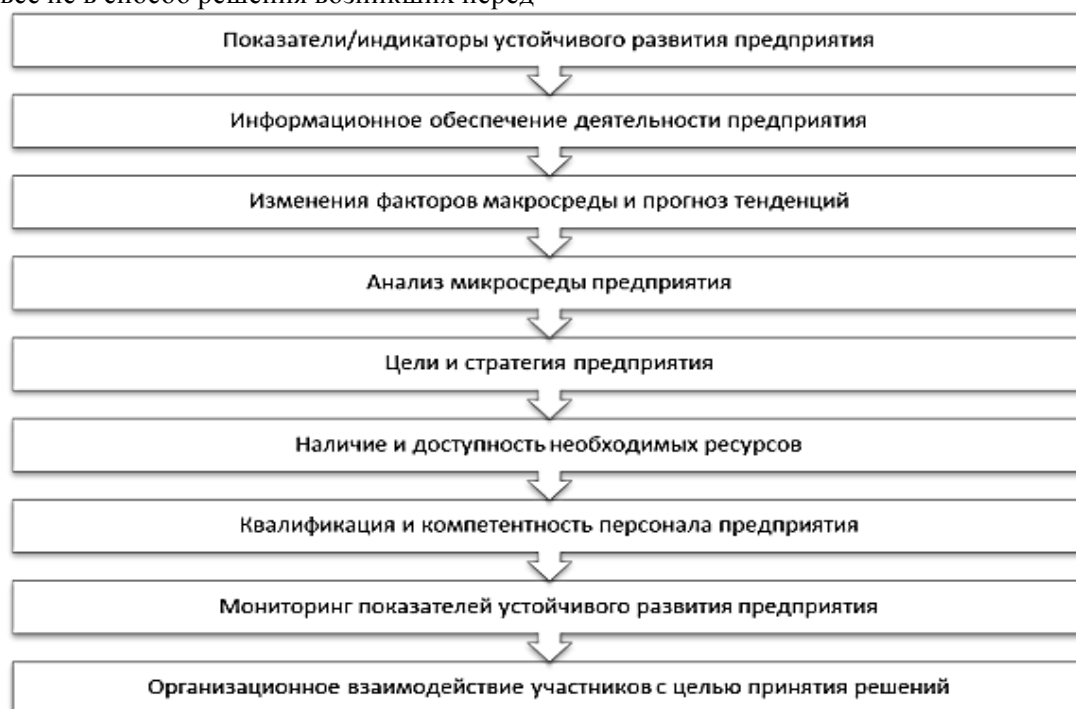 все не в способ решения возникших перед
Показатели/индикаторы устойчивого развития предприятия
Информационное обеспечение деятельности предприятия
Изменения факторов макросреды и прогноз тенденций
Анализ микросреды предприятия
Цели и стратегия предприятия
Наличие и доступность необходимых ресурсов
Квалификация и компетентность персонала предприятия
Мониторинг показателей устойчивого развития предприятия
Организационное взаимодействие участников с целью принятия решений